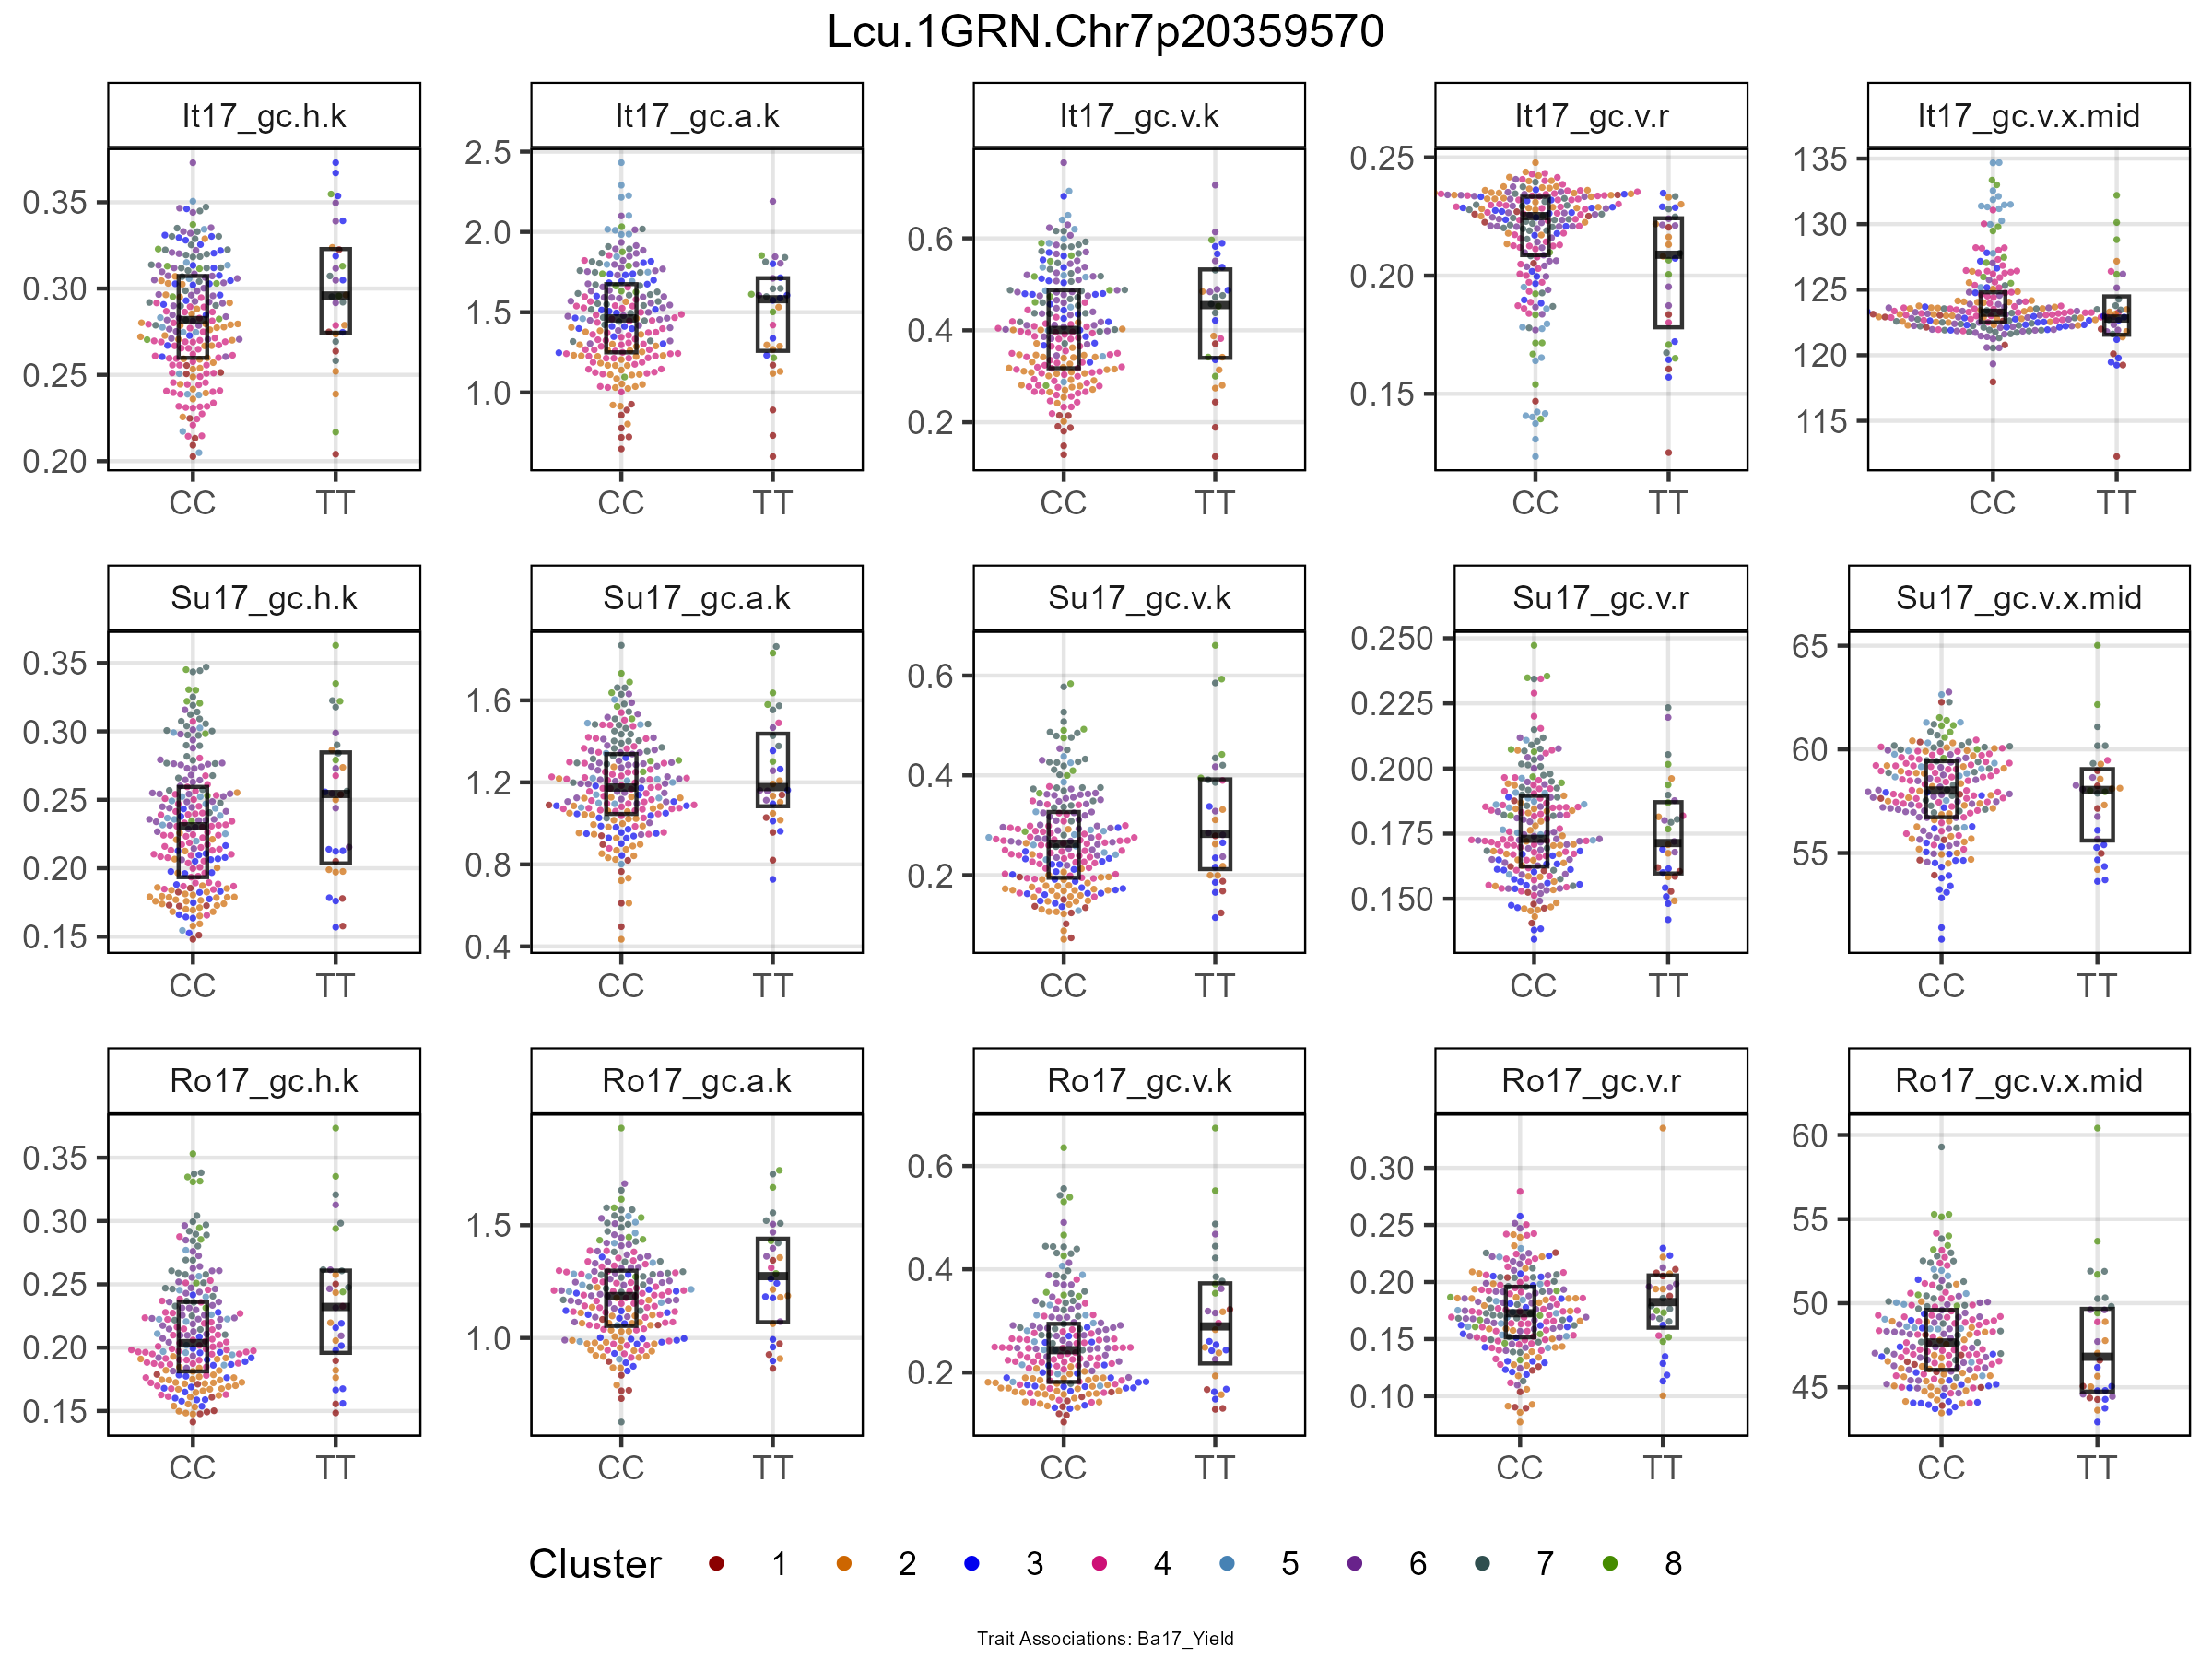 Lcu.1GRN.Chr7p20359570
It17_gc.h.k It17_gc.a.k It17_gc.v.k It17_gc.v.r It17_gc.v.x.mid
0.35 0.30 0.25 0.20
2.5 2.0 1.5 1.0
0.6 0.4 0.2
0.25 0.20 0.15
135 130 125 120 115
CC TT CC TT CC TT CC TT CC TT
Su17_gc.h.k Su17_gc.a.k Su17_gc.v.k Su17_gc.v.r Su17_gc.v.x.mid
0.35 0.30 0.25 0.20 0.15
1.6 1.2 0.8 0.4
0.6 0.4 0.2
0.250 0.225 0.200 0.175 0.150
65 60 55
CC TT CC TT CC TT CC TT CC TT
Ro17_gc.h.k Ro17_gc.a.k Ro17_gc.v.k Ro17_gc.v.r Ro17_gc.v.x.mid
0.35 0.30 0.25 0.20 0.15
1.5 1.0
0.6 0.4 0.2
0.30 0.25 0.20 0.15 0.10
60 55 50 45
CC TT CC TT CC TT CC TT CC TT
Cluster 1 2 3 4 5 6 7 8
Trait Associations: Ba17_Yield